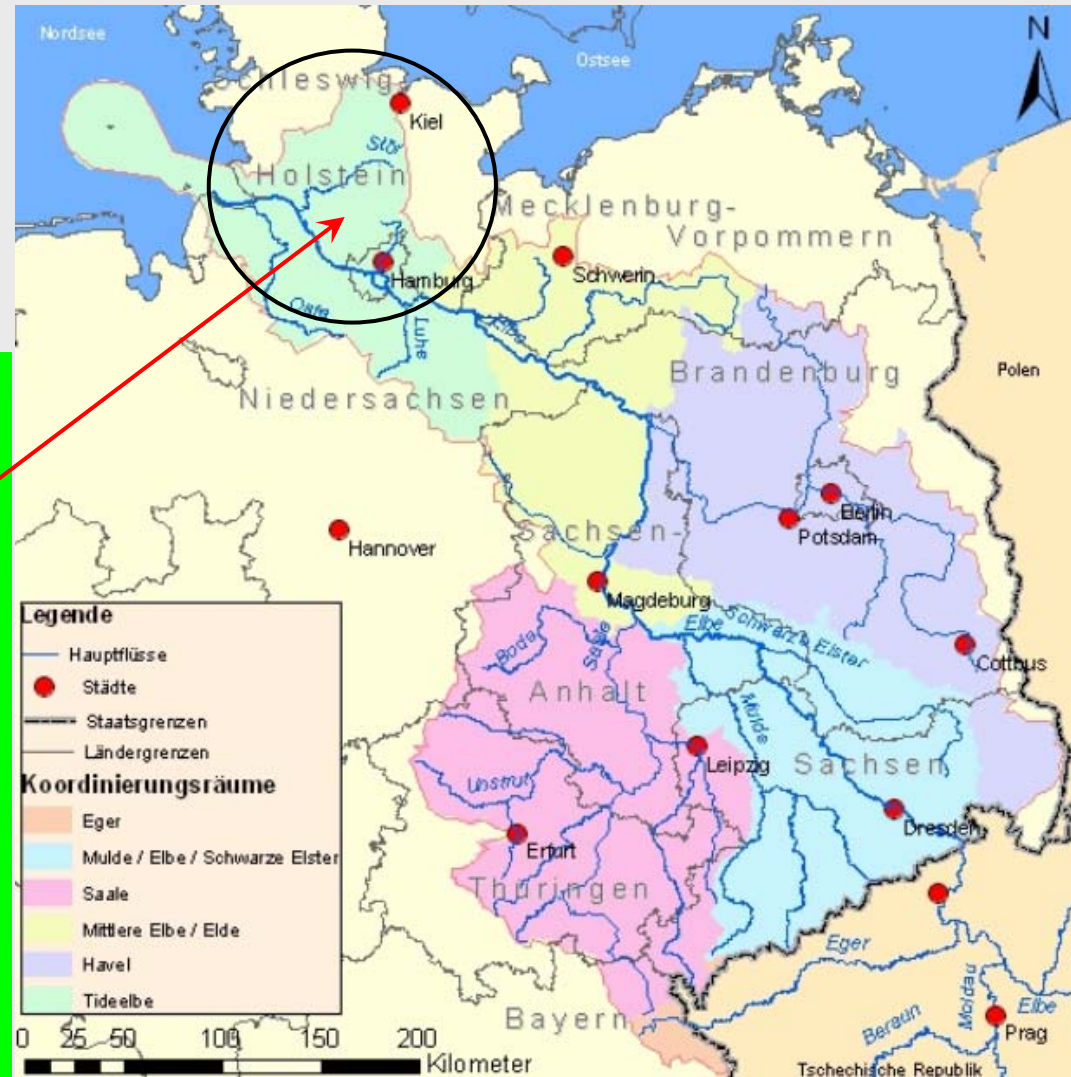 Nordsee
Ostsee
N
Schleswig-
Kiel
Stör
Holstein
Mecklenburg-
Vorpommern
Hamburg
Schwerin
Oste
Luhe
Elbe
Brandenburg
Polen
Niedersachsen
Berlin
Potsdam
Hannover
Sachsen-
Magdeburg
Legende
Hauptflüsse
Städte
Staatsgrenzen
Ländergrenzen
Koordinierungsräume
Eger
Mulde / Elbe / Schwarze Elster
Saale
Mittlere Elbe / Elde
Havel
Tideelbe
0 25 50 100 150 200
Kilometer
Elbe
Schwarze Elster
Bode
Saale
Cottbus
Anhalt
Mulde
Leipzig
Sachsen
Unstrut
Dresden
Erfurt
Thüringen
Eger
Moldau
Elbe
Bayern
Beraun
Prag
Tschechische Republik